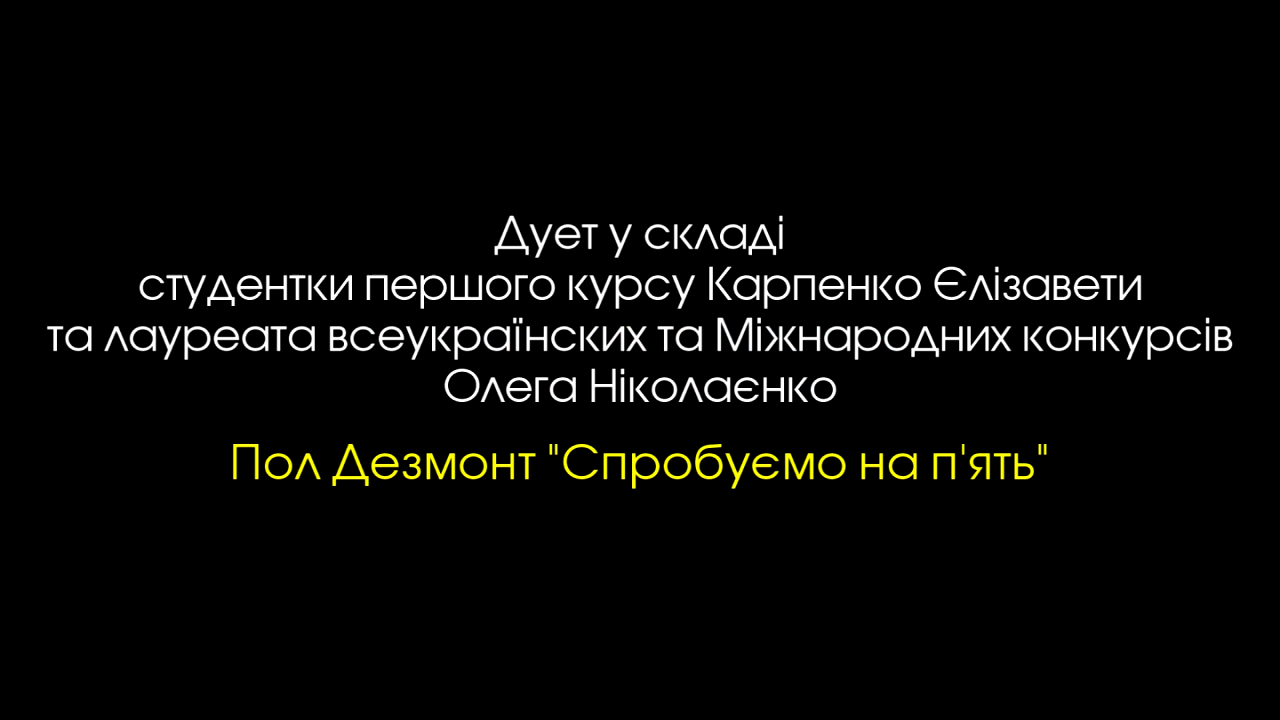 Дует у складі
студентки першого курсу Карпенко Єлізавети
та лауреата всеукраїнских та Міжнародних конкурсів
Олега Ніколаєнко
Пол Дезмонт "Спробуємо на п'ять"